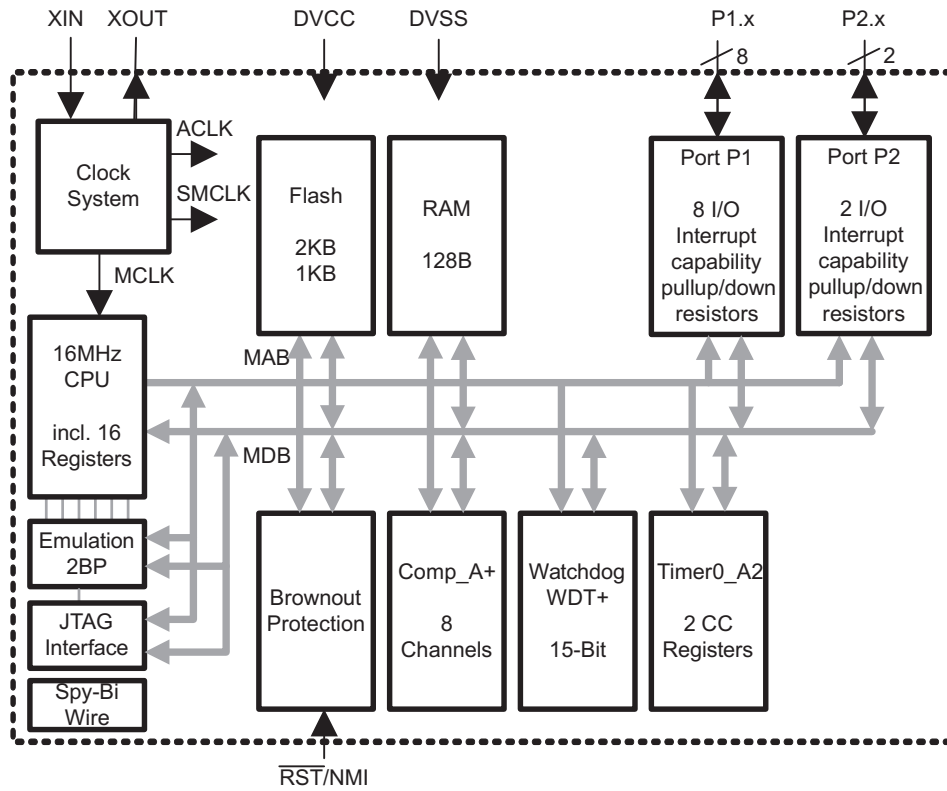 XIN
XOUT
DVCC
DVSS
P1.x
P2.x
8
2
Clock
System
ACLK
SMCLK
MCLK
Flash
2KB
1KB
RAM
128B
Port P1
8 I/O
Interrupt
capability
pullup/down
resistors
Port P2
2 I/O
Interrupt
capability
pullup/down
resistors
16MHz
CPU
incl. 16
Registers
MAB
MDB
Emulation
2BP
JTAG
Interface
Spy-Bi
Wire
Brownout
Protection
Comp_A+
8
Channels
Watchdog
WDT+
15-Bit
Timer0_A2
2 CC
Registers
RST/NMI